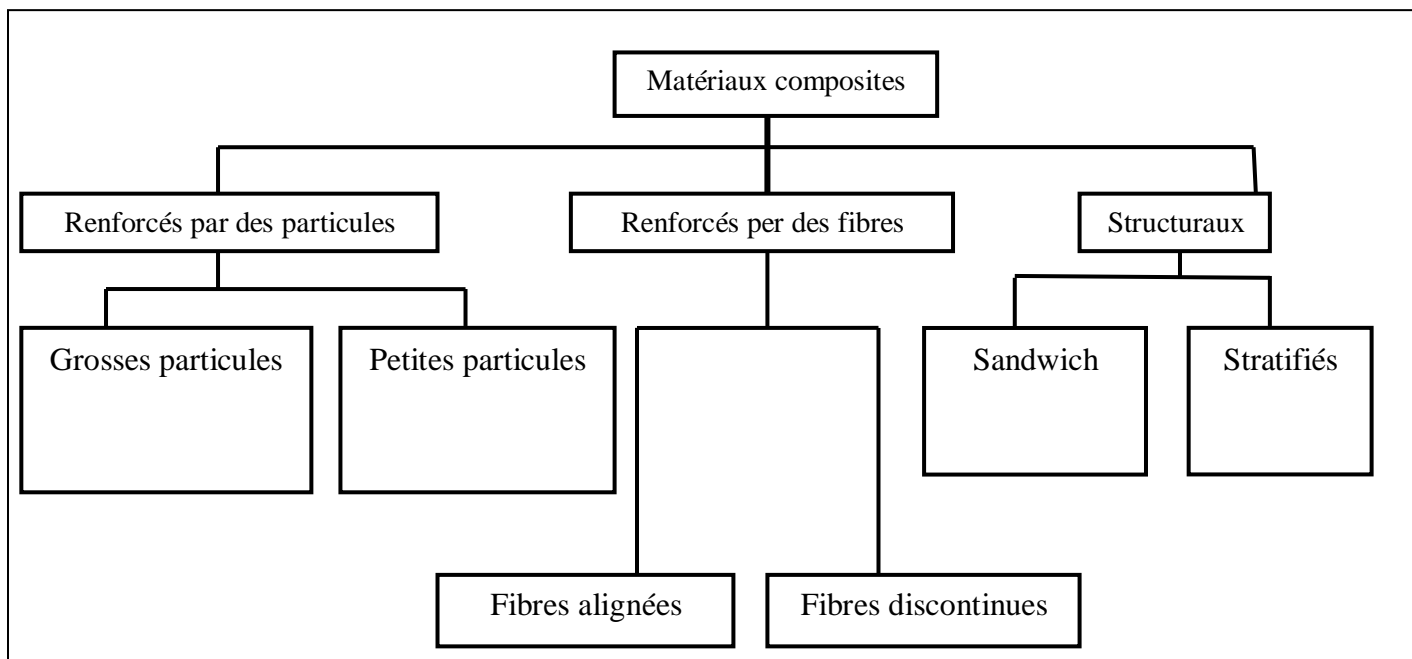 Matériaux composites
Renforcés par des particules
Renforcés per des fibres
Structuraux
Grosses particules
Petites particules
Sandwich
Stratifiés
Fibres alignées
Fibres discontinues